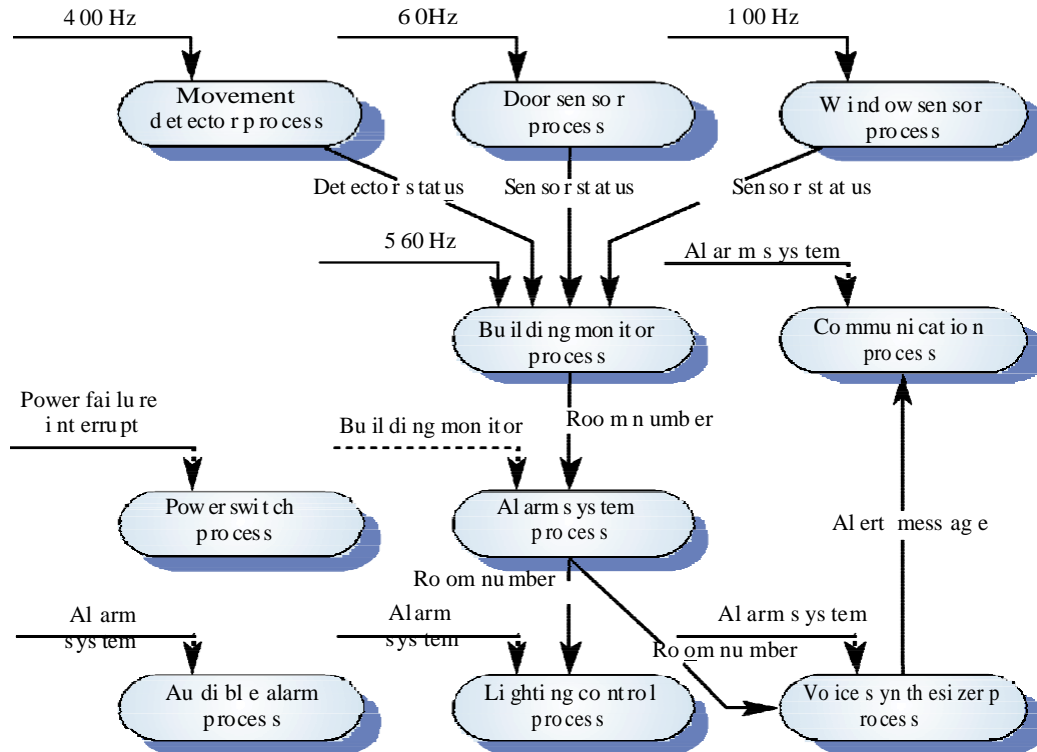 400 Hz
60Hz
100 Hz
Movement
detector process
Door sensor
process
Window sensor
process
Detector status
Sensor status
Sensor status
560 Hz
Alarm system
Building monitor
process
Communication
process
Power failure
interrupt
Building monitor
Room number
Power switch
process
Alarm system
process
Alert message
Room number
Alarm
system
Alarm
system
Alarm system
Room number
Audible alarm
process
Lighting control
process
Voice synthesizer p
rocess